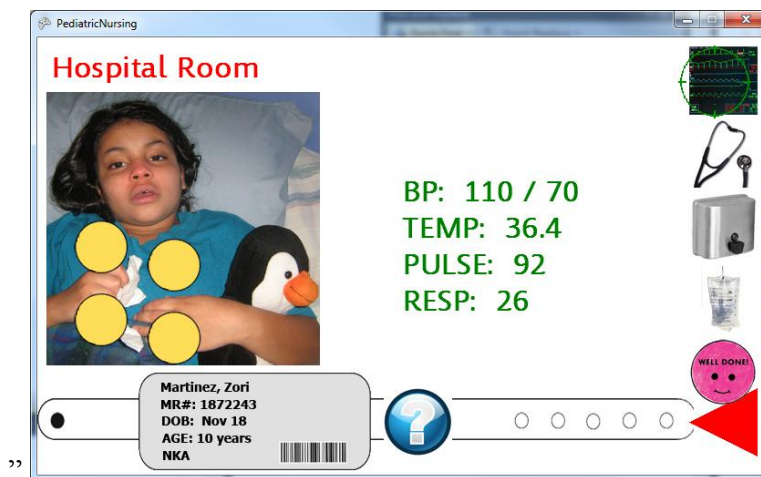 PediatricNursing
Hospital Room
BP: 110 / 70
TEMP: 36.4
PULSE: 92
RESP: 26
WELL DONE!
Martinez, Zori
MR#: 1872243
DOB: Nov 18
AGE: 10 years
NKA
?
”